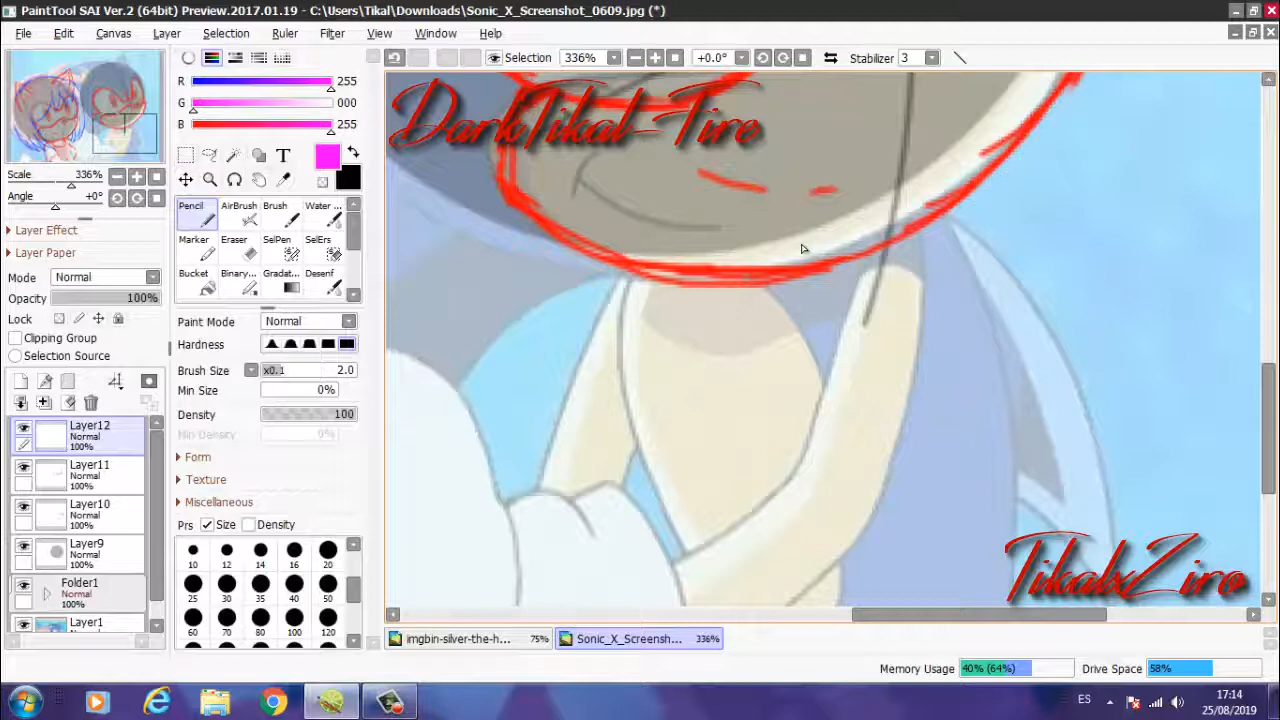 PaintTool SAI Ver.2 (64bit) Preview.2017.01.19 - C:\Users\Tikal\Downloads\Sonic_X_Screenshot_0609.jpg (*)
File Edit Canvas Layer Selection Ruler Filter View Window Help
Selection 336% +0.0° Stabilizer 3
R 255
G 000
B 255
Scale
336%
Angle
+0°
Layer Effect
Layer Paper
Mode Normal
Opacity 100%
Lock
Clipping Group
Selection Source
Layer12
Normal
100%
Layer11
Normal
100%
Layer10
Normal
100%
Layer9
Normal
100%
Folder1
Normal
100%
Layer1
T
Pencil AirBrush Brush Water ...
Marker Eraser SelPen SelErs
Bucket Binary... Gradat... Desenf
Paint Mode Normal
Hardness
Brush Size x0.1 2.0
Min Size 0%
Density 100
Min Density 0%
Form
Texture
Miscellaneous
Prs Size Density
10 12 14 16 20
25 30 35 40 50
60 70 80 100 120
DarkTikal-Tire
TikalxZiro
imgbin-silver-the-h... 75% Sonic_X_Screensh... 336%
Memory Usage 40% (64%) Drive Space 58%
ES 17:14
25/08/2019